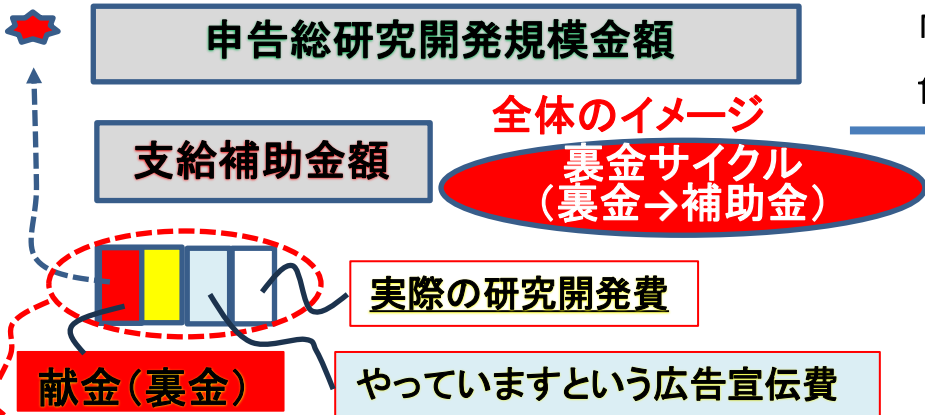 申告総研究開発規模金額
全体のイメージ
支給補助金額
裏金サイクル
（裏金→補助金）
実際の研究開発費
献金（裏金）
やっていますという広告宣伝費